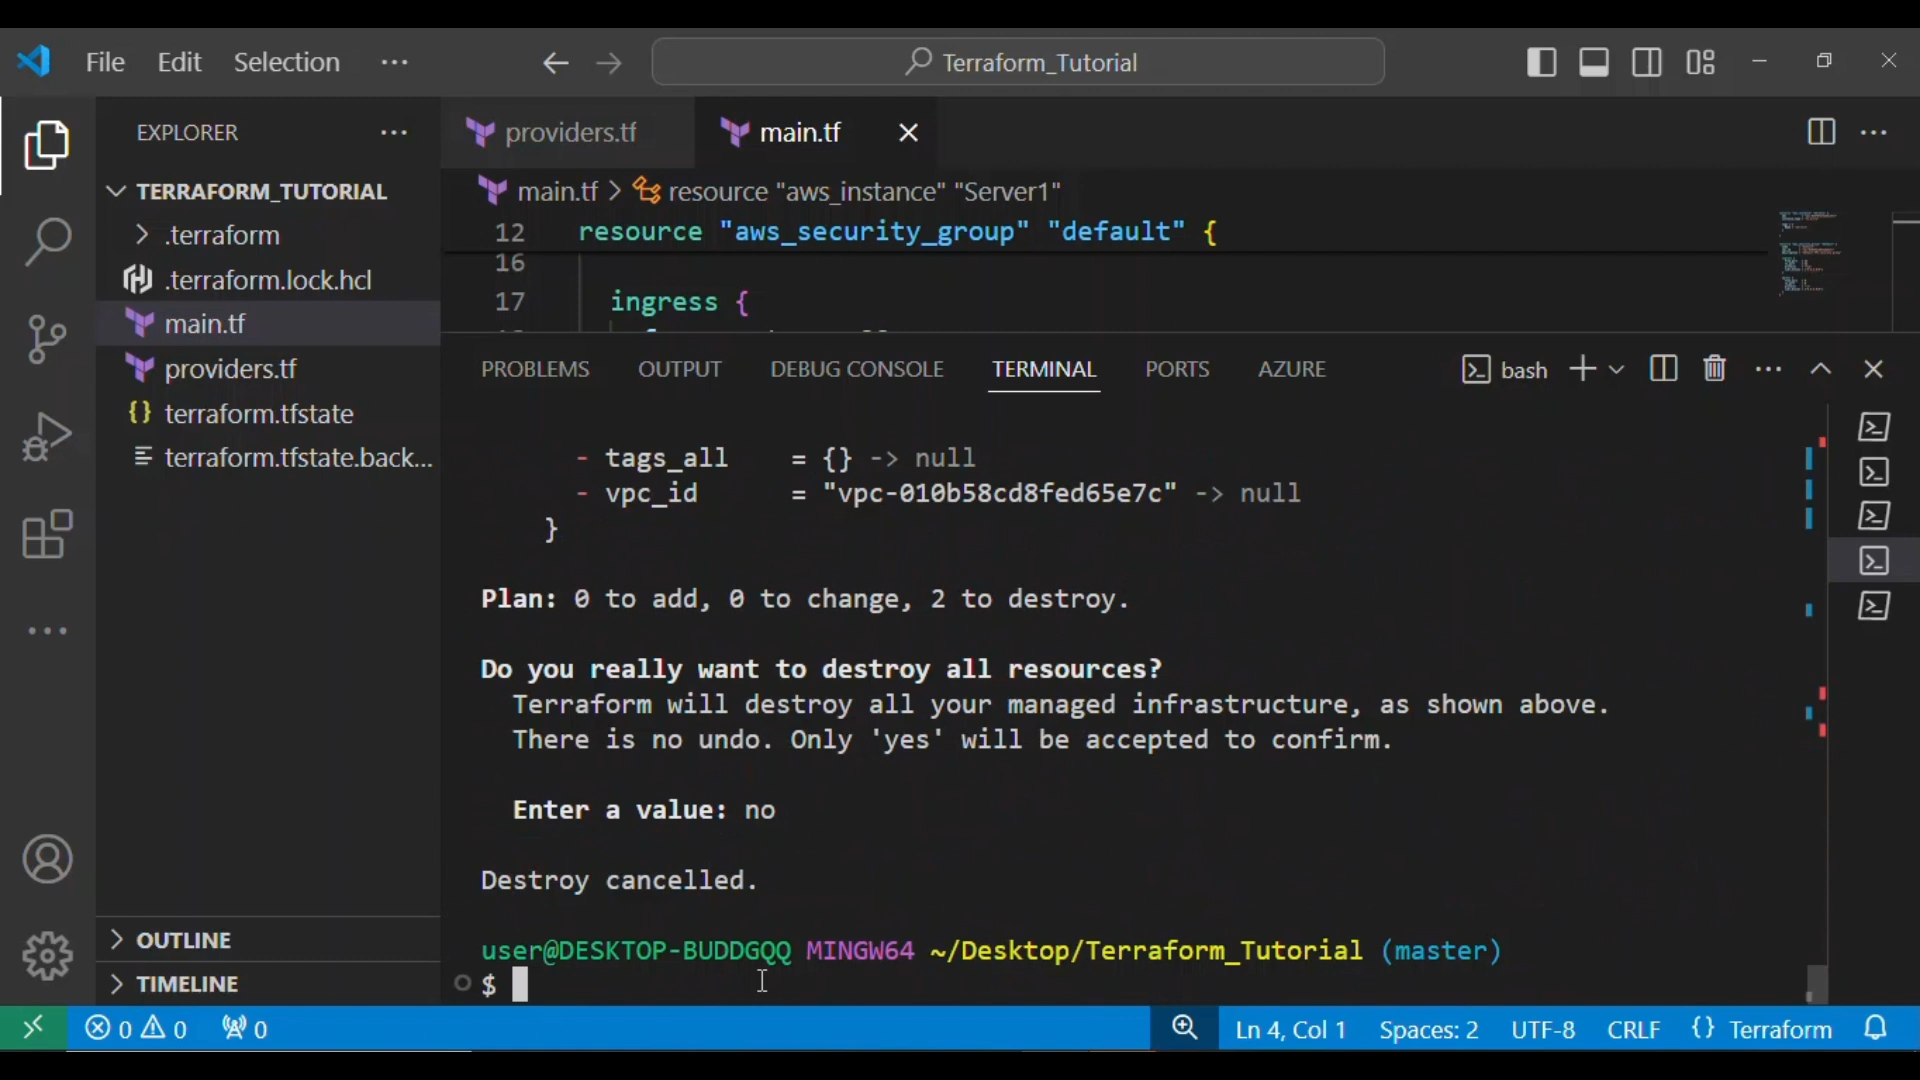 File Edit Selection ···
Terraform_Tutorial
EXPLORER ···
TERRAFORM_TUTORIAL
.terraform
.terraform.lock.hcl
main.tf
providers.tf
terraform.tfstate
terraform.tfstate.back...
OUTLINE
TIMELINE
providers.tf
main.tf
main.tf > resource "aws_instance" "Server1"
12 resource "aws_security_group" "default" {
16
17 ingress {
PROBLEMS OUTPUT DEBUG CONSOLE TERMINAL PORTS AZURE
bash
- tags_all = {} -> null
- vpc_id = "vpc-010b58cd8fed65e7c" -> null
}
Plan: 0 to add, 0 to change, 2 to destroy.
Do you really want to destroy all resources?
Terraform will destroy all your managed infrastructure, as shown above.
There is no undo. Only 'yes' will be accepted to confirm.
Enter a value: no
Destroy cancelled.
user@DESKTOP-BUDDGQQ MINGW64 ~/Desktop/Terraform_Tutorial (master)
$
0 0 0
Ln 4, Col 1 Spaces: 2 UTF-8 CRLF {} Terraform